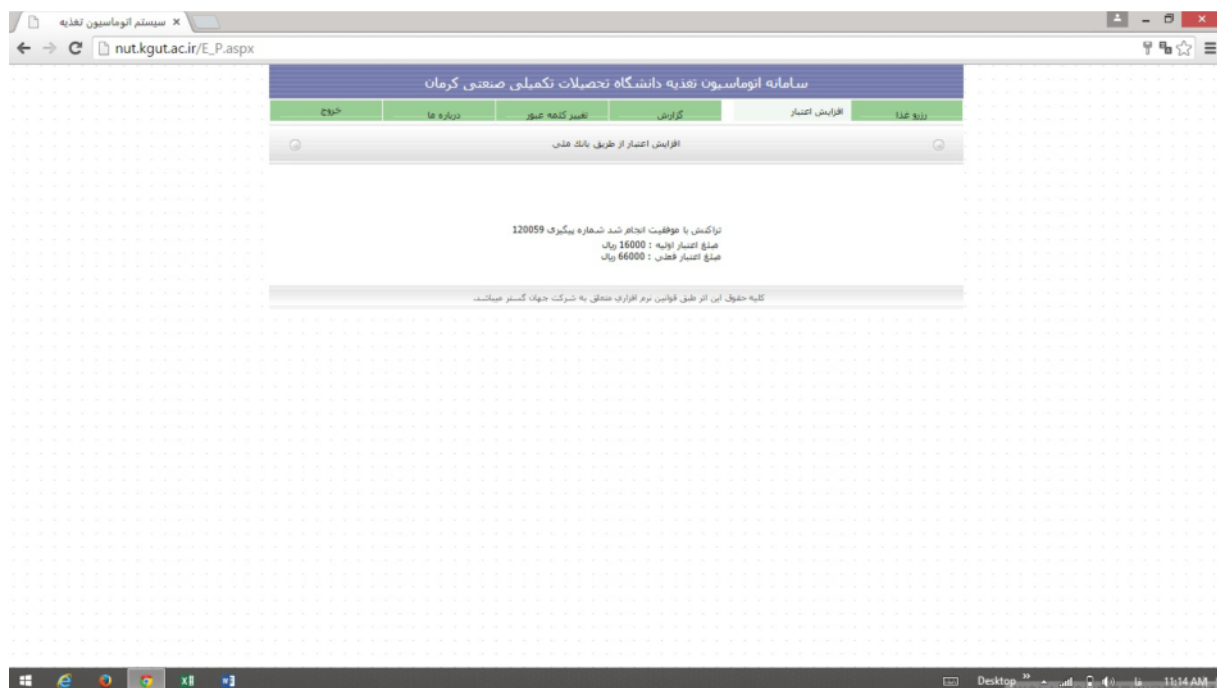 سیستم اتوماسیون تغذیه
nut.kgut.ac.ir/E_P.aspx
سامانه اتوماسیون تغذیه دانشگاه تحصیلات تکمیلی صنعتی کرمان
رزرو غذا افزایش اعتبار گزارش تغییر کلمه عبور درباره ما خروج
افزایش اعتبار از طریق بانک ملی
تراکنش با موفقیت انجام شد شماره پیگیری 120059
مبلغ اعتبار اولیه : 16000 ریال
مبلغ اعتبار فعلی : 66000 ریال
کلیه حقوق این اثر طبق قوانین نرم افزاری متعلق به شرکت جهان گستر میباشد.
Desktop فا 11:14 AM